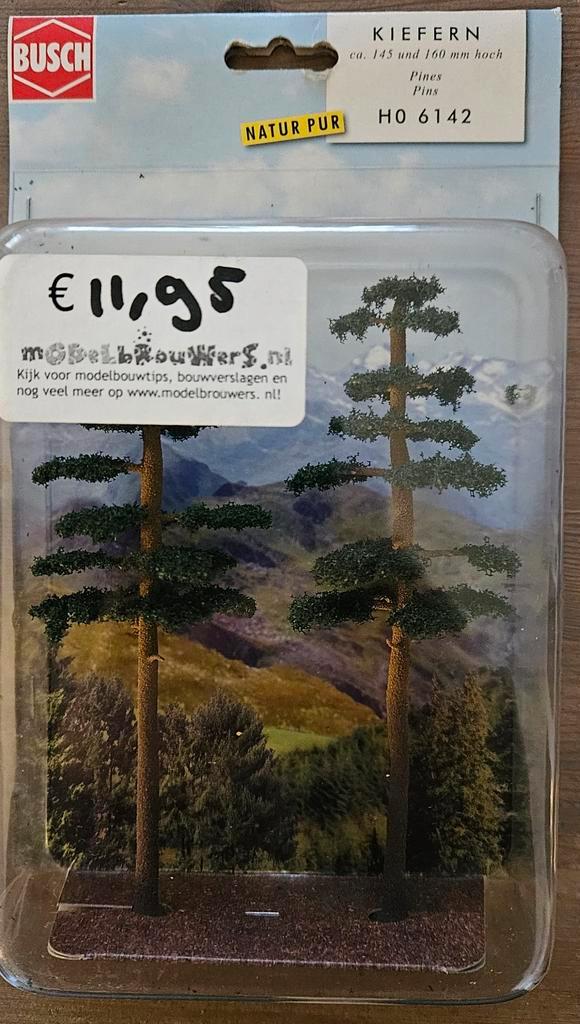 BUSCH
KIEFERN
ca. 145 und 160 mm hoch
Pines
Pins
H0 6142
NATUR PUR
€ 11,95
modelbrouwers.nl
Kijk voor modelbouwtips, bouwverslagen en
nog veel meer op www.modelbrouwers. nl!